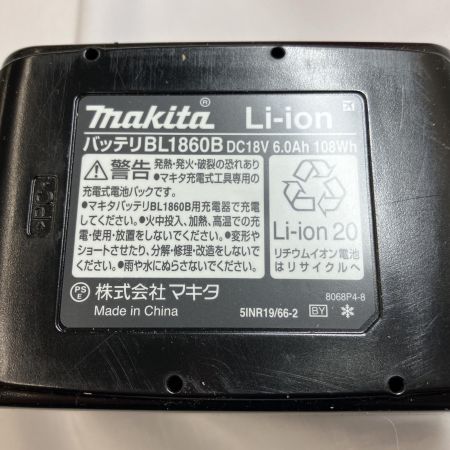 makita® Li-ion
バッテリBL1860B DC18V 6.0Ah 108Wh
警告 発熱・発火・破裂の恐れあり
●マキタ充電式工具専用の
充電式電池パックです。
●マキタバッテリBL1860B用充電器で充電
してください。●火中投入、加熱、高温での充
電・使用・放置をしないでください。●変形や
ショートさせたり、分解・修理・改造をしないで
ください。●雨や水にぬらさないでください。
Li-ion 20
リチウムイオン電池
はリサイクルへ
PS
E
株式会社マキタ
Made in China
8068P4-8
5INR19/66-2 BY